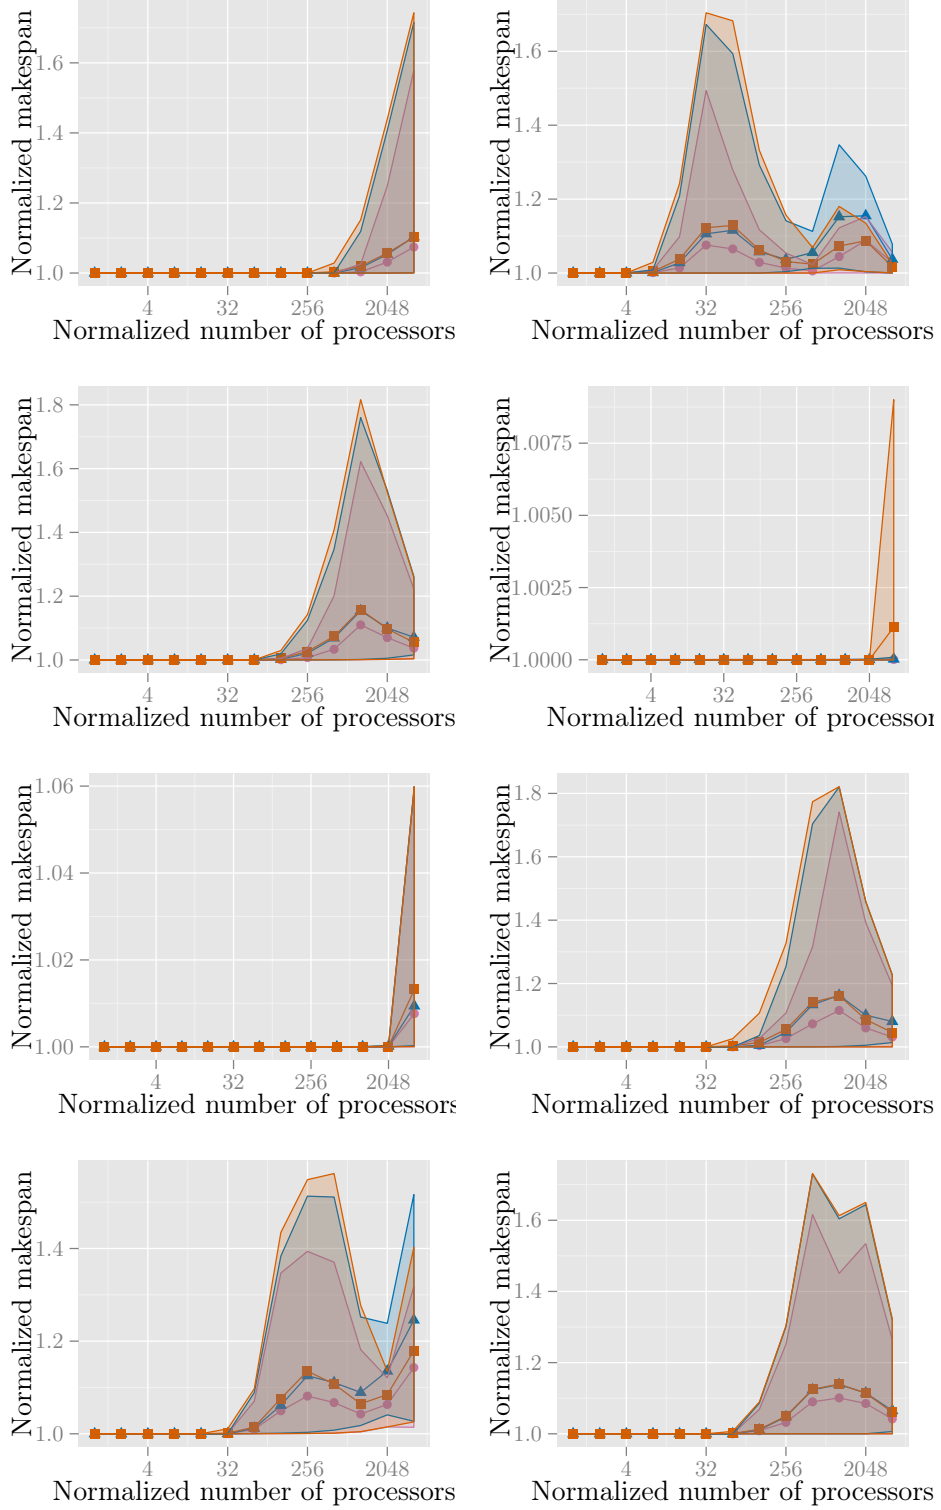 Normalized makespan
1.6
1.4
1.2
1.0
4 32 256 2048
Normalized number of processors
Normalized makespan
1.6
1.4
1.2
1.0
4 32 256 2048
Normalized number of processors
Normalized makespan
1.8
1.6
1.4
1.2
1.0
4 32 256 2048
Normalized number of processors
Normalized makespan
1.0075
1.0050
1.0025
1.0000
4 32 256 2048
Normalized number of processor
Normalized makespan
1.06
1.04
1.02
1.00
4 32 256 2048
Normalized number of processors
Normalized makespan
1.8
1.6
1.4
1.2
1.0
4 32 256 2048
Normalized number of processors
Normalized makespan
1.4
1.2
1.0
4 32 256 2048
Normalized number of processors
Normalized makespan
1.6
1.4
1.2
1.0
4 32 256 2048
Normalized number of processors